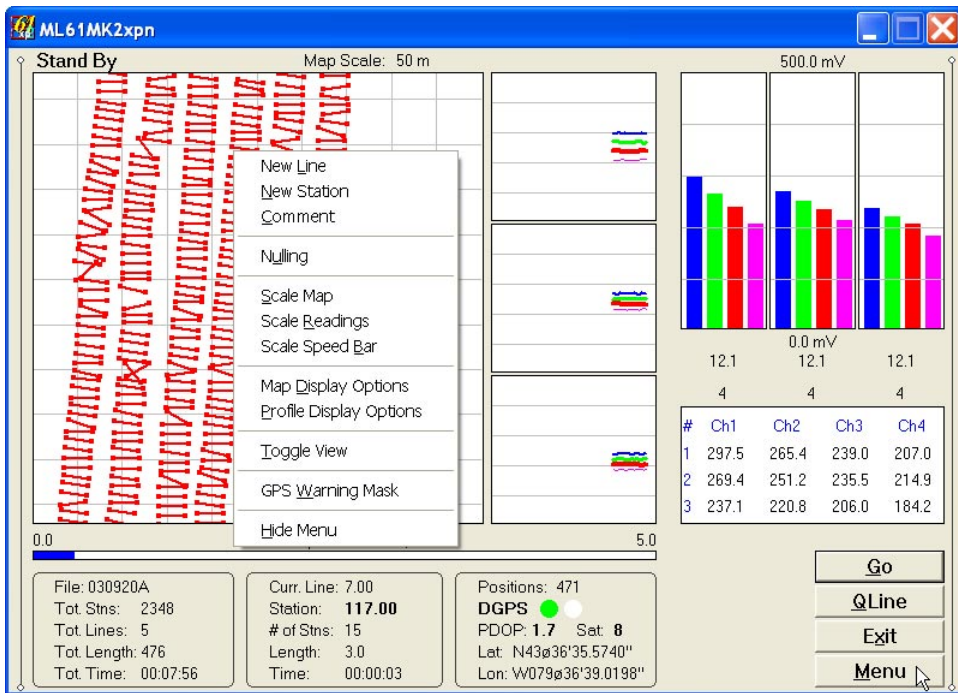 ML61MK2xpn
Stand By
Map Scale: 50 m
500.0 mV
New Line
New Station
Comment
Nulling
Scale Map
Scale Readings
Scale Speed Bar
Map Display Options
Profile Display Options
Toggle View
GPS Warning Mask
Hide Menu
0.0 mV
12.1 12.1 12.1
4 4 4
# Ch1 Ch2 Ch3 Ch4
1 297.5 265.4 239.0 207.0
2 269.4 251.2 235.5 214.9
3 237.1 220.8 206.0 184.2
0.0 5.0
File: 030920A
Tot. Stns: 2348
Tot. Lines: 5
Tot. Length: 476
Tot. Time: 00:07:56
Curr. Line: 7.00
Station: 117.00
# of Stns: 15
Length: 3.0
Time: 00:00:03
Positions: 471
DGPS
PDOP: 1.7 Sat: 8
Lat: N43ø36'35.5740"
Lon: W079ø36'39.0198"
Go
QLine
Exit
Menu